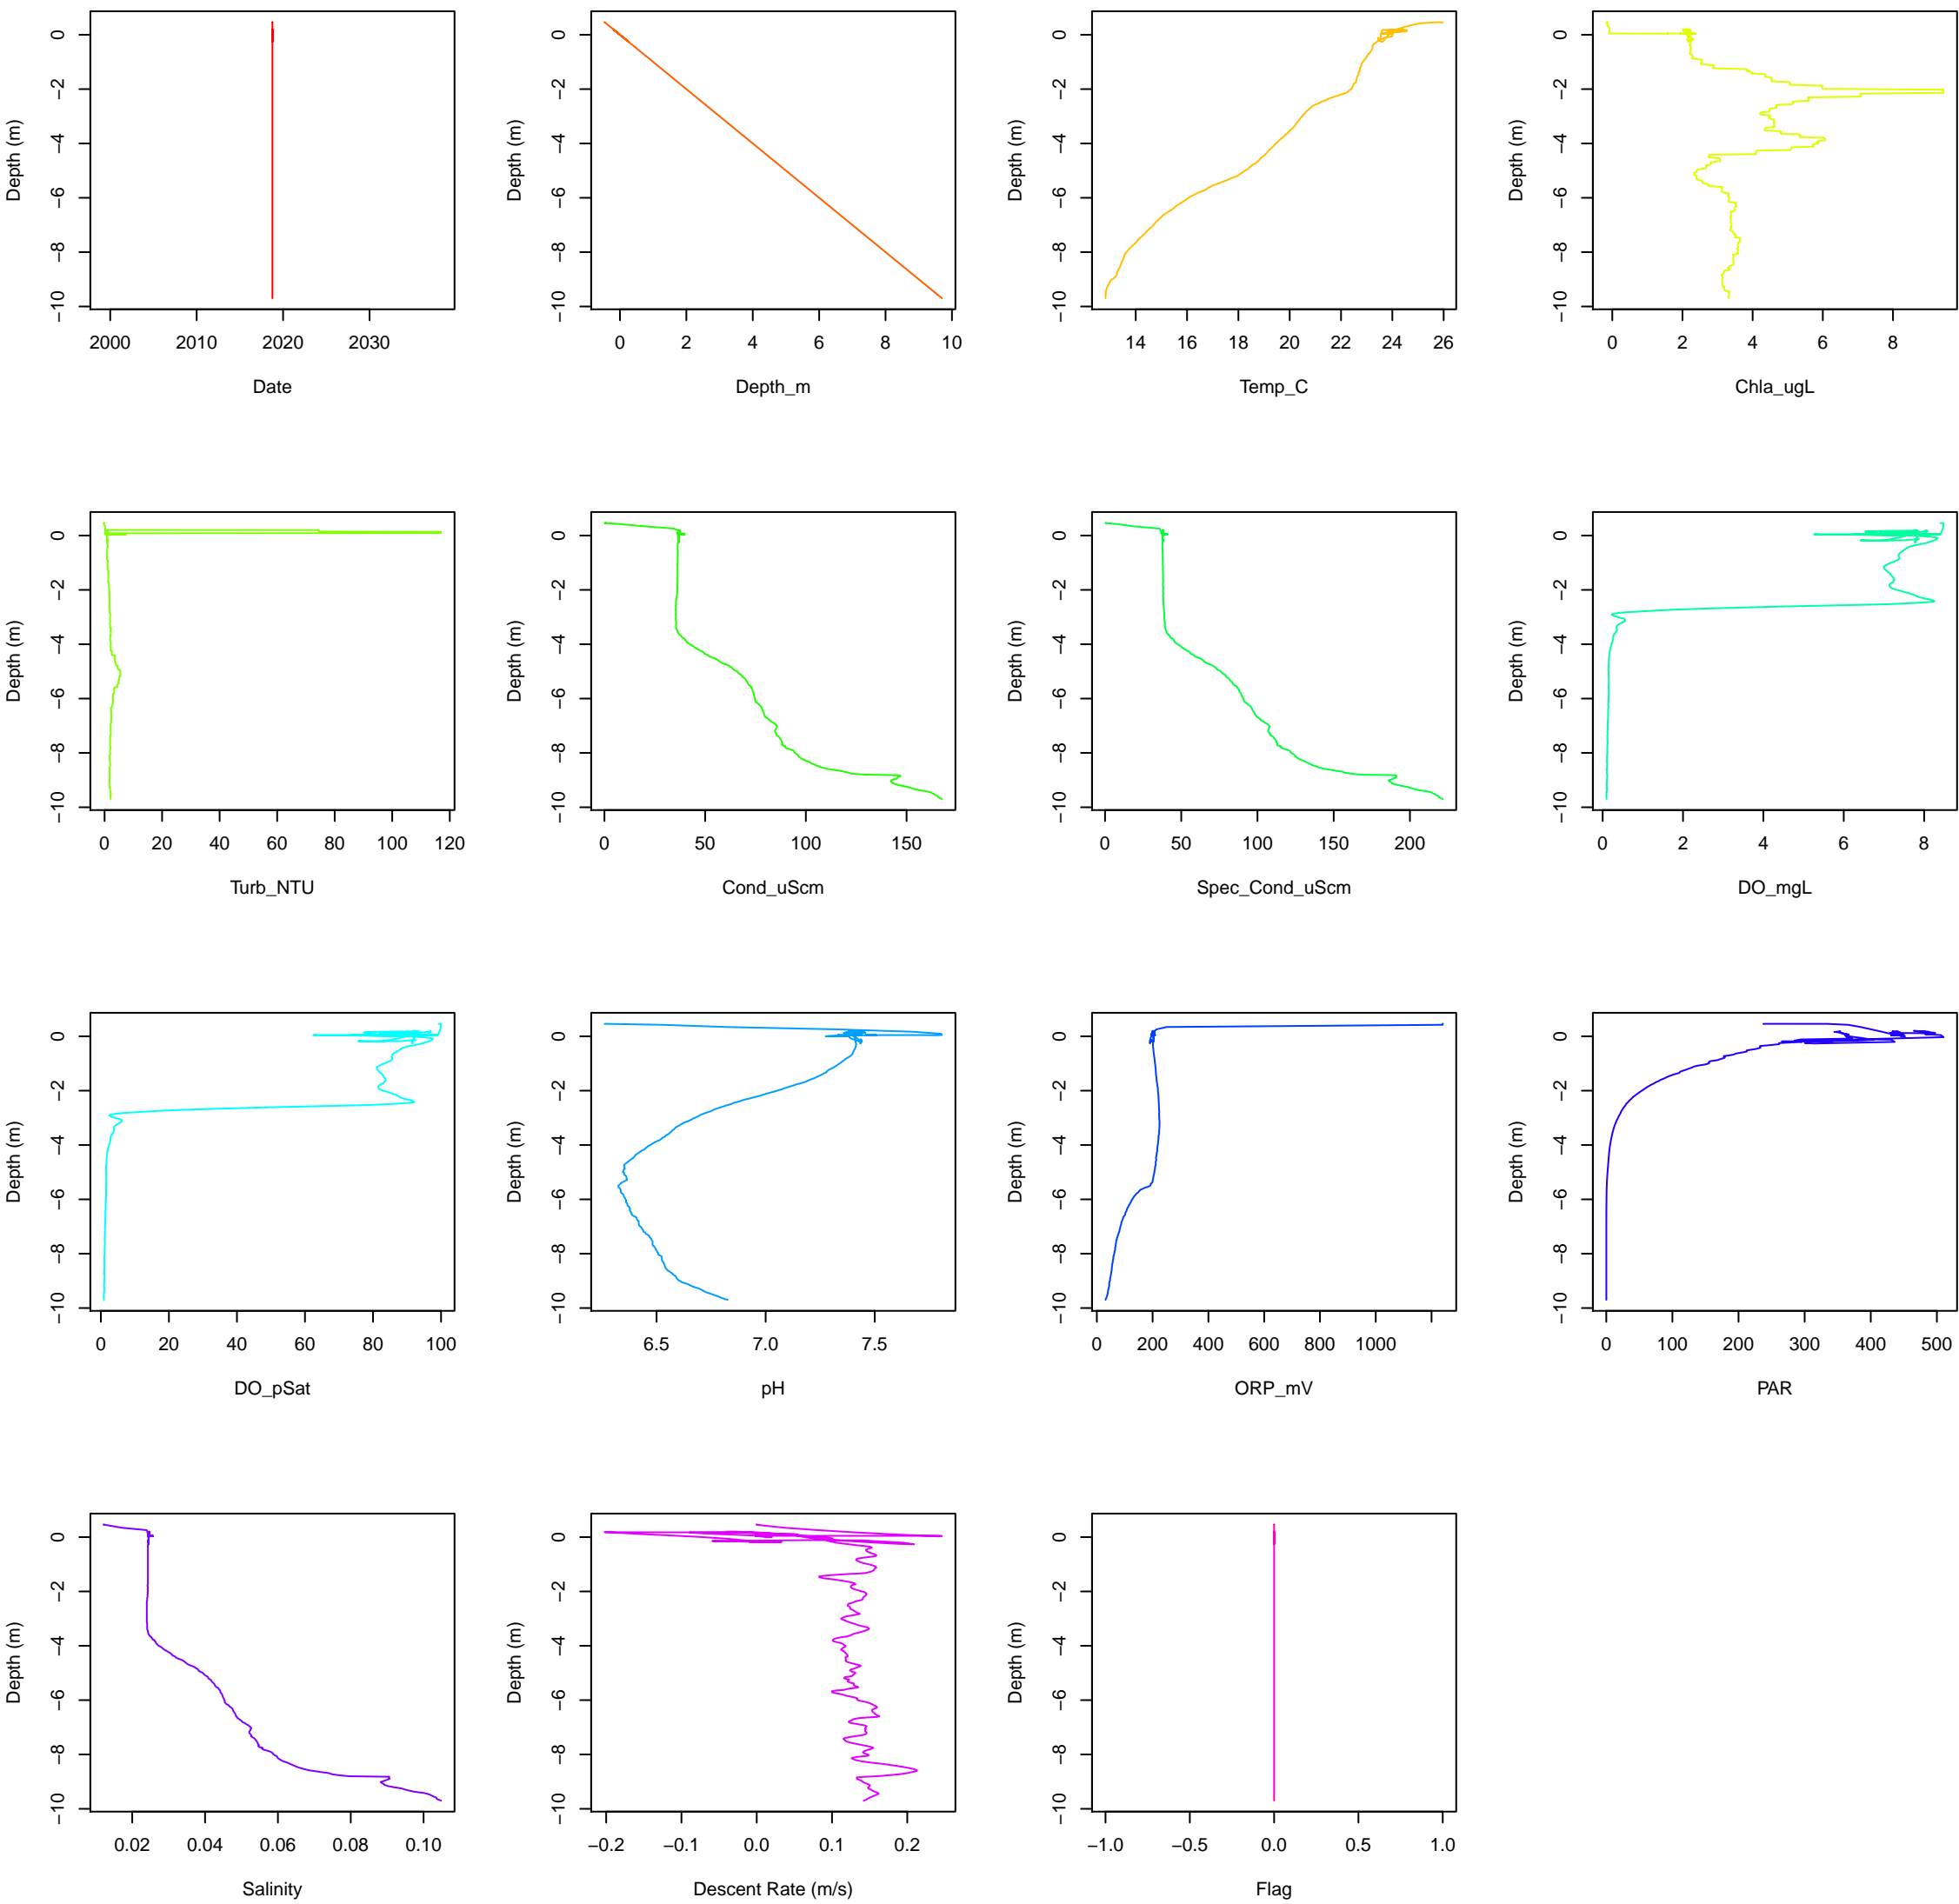 Depth (m)
0
−2
−4
−6
−8
−10
2000 2010 2020 2030
Date
Depth (m)
0
−2
−4
−6
−8
−10
0 2 4 6 8 10
Depth_m
Depth (m)
0
−2
−4
−6
−8
−10
14 16 18 20 22 24 26
Temp_C
Depth (m)
0
−2
−4
−6
−8
−10
0 2 4 6 8
Chla_ugL
Depth (m)
0
−2
−4
−6
−8
−10
0 20 40 60 80 100 120
Turb_NTU
Depth (m)
0
−2
−4
−6
−8
−10
0 50 100 150
Cond_uScm
Depth (m)
0
−2
−4
−6
−8
−10
0 50 100 150 200
Spec_Cond_uScm
Depth (m)
0
−2
−4
−6
−8
−10
0 2 4 6 8
DO_mgL
Depth (m)
0
−2
−4
−6
−8
−10
0 20 40 60 80 100
DO_pSat
Depth (m)
0
−2
−4
−6
−8
−10
6.5 7.0 7.5
pH
Depth (m)
0
−2
−4
−6
−8
−10
0 200 400 600 800 1000
ORP_mV
Depth (m)
0
−2
−4
−6
−8
−10
0 100 200 300 400 500
PAR
Depth (m)
0
−2
−4
−6
−8
−10
0.02 0.04 0.06 0.08 0.10
Salinity
Depth (m)
0
−2
−4
−6
−8
−10
−0.2 −0.1 0.0 0.1 0.2
Descent Rate (m/s)
Depth (m)
0
−2
−4
−6
−8
−10
−1.0 −0.5 0.0 0.5 1.0
Flag